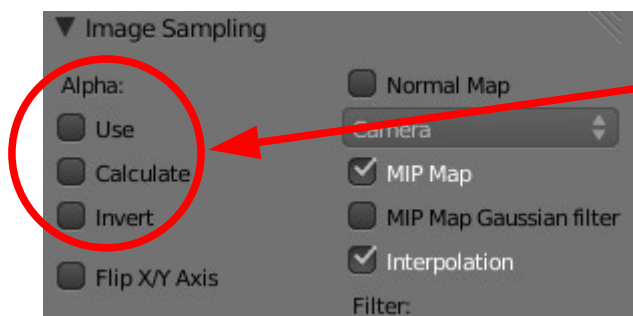 Image Sampling
Alpha:
Use
Calculate
Invert
Flip X/Y Axis
Normal Map
Camera
MIP Map
MIP Map Gaussian filter
Interpolation
Filter: